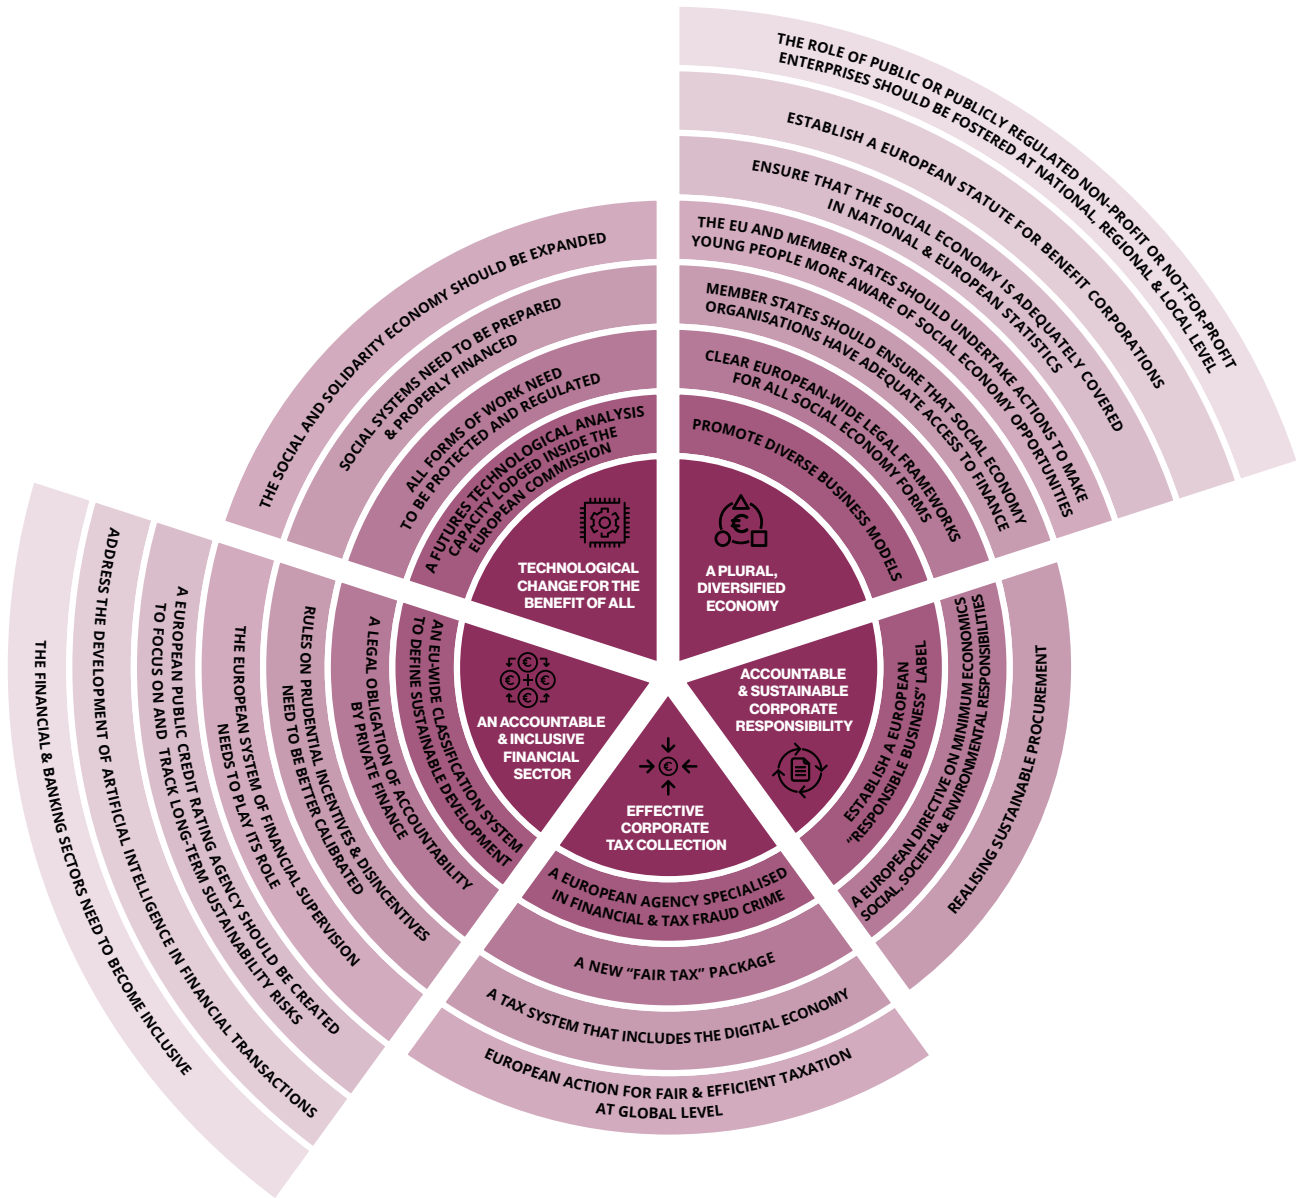 THE ROLE OF PUBLIC OR PUBLICLY REGULATED NON-PROFIT OR NOT-FOR-PROFIT
ENTERPRISES SHOULD BE FOSTERED AT NATIONAL, REGIONAL & LOCAL LEVEL
ESTABLISH A EUROPEAN STATUTE FOR BENEFIT CORPORATIONS
ENSURE THAT THE SOCIAL ECONOMY IS ADEQUATELY COVERED
IN NATIONAL & EUROPEAN STATISTICS
THE EU AND MEMBER STATES SHOULD UNDERTAKE ACTIONS TO MAKE
YOUNG PEOPLE MORE AWARE OF SOCIAL ECONOMY OPPORTUNITIES
MEMBER STATES SHOULD ENSURE THAT SOCIAL ECONOMY
ORGANISATIONS HAVE ADEQUATE ACCESS TO FINANCE
CLEAR EUROPEAN-WIDE LEGAL FRAMEWORKS
FOR ALL SOCIAL ECONOMY FORMS
PROMOTE DIVERSE BUSINESS MODELS
€
A PLURAL,
DIVERSIFIED
ECONOMY
ACCOUNTABLE
& SUSTAINABLE
CORPORATE
RESPONSIBILITY
ESTABLISH A EUROPEAN
“RESPONSIBLE BUSINESS” LABEL
A EUROPEAN DIRECTIVE ON MINIMUM ECONOMICS
SOCIAL, SOCIETAL & ENVIRONMENTAL RESPONSIBILITIES
REALISING SUSTAINABLE PROCUREMENT
€
EFFECTIVE
CORPORATE
TAX COLLECTION
A EUROPEAN AGENCY SPECIALISED
IN FINANCIAL & TAX FRAUD CRIME
A NEW “FAIR TAX” PACKAGE
A TAX SYSTEM THAT INCLUDES THE DIGITAL ECONOMY
EUROPEAN ACTION FOR FAIR & EFFICIENT TAXATION
AT GLOBAL LEVEL
€
€ + €
€
AN ACCOUNTABLE
& INCLUSIVE
FINANCIAL
SECTOR
AN EU-WIDE CLASSIFICATION SYSTEM
TO DEFINE SUSTAINABLE DEVELOPMENT
A LEGAL OBLIGATION OF ACCOUNTABILITY
BY PRIVATE FINANCE
RULES ON PRUDENTIAL INCENTIVES & DISINCENTIVES
NEED TO BE BETTER CALIBRATED
THE EUROPEAN SYSTEM OF FINANCIAL SUPERVISION
NEEDS TO PLAY ITS ROLE
A EUROPEAN PUBLIC CREDIT RATING AGENCY SHOULD BE CREATED
TO FOCUS ON AND TRACK LONG-TERM SUSTAINABILITY RISKS
ADDRESS THE DEVELOPMENT OF ARTIFICIAL INTELLIGENCE IN FINANCIAL TRANSACTIONS
THE FINANCIAL & BANKING SECTORS NEED TO BECOME INCLUSIVE
TECHNOLOGICAL
CHANGE FOR THE
BENEFIT OF ALL
A FUTURES TECHNOLOGICAL ANALYSIS
CAPACITY LODGED INSIDE THE
EUROPEAN COMMISSION
ALL FORMS OF WORK NEED
TO BE PROTECTED AND REGULATED
SOCIAL SYSTEMS NEED TO BE PREPARED
& PROPERLY FINANCED
THE SOCIAL AND SOLIDARITY ECONOMY SHOULD BE EXPANDED